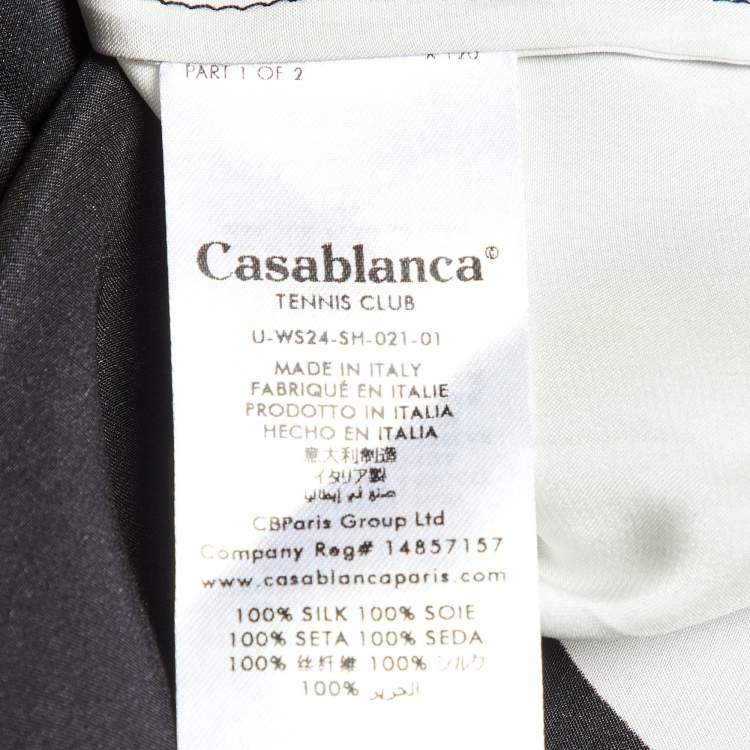 PART 1 OF 2
Casablanca®
TENNIS CLUB
U-WS24-SH-021-01
MADE IN ITALY
FABRIQUÉ EN ITALIE
PRODOTTO IN ITALIA
HECHO EN ITALIA
意大利制造
イタリア製
صنع في إيطاليا
CBParis Group Ltd
Company Reg# 14857157
www.casablancaparis.com
100% SILK 100% SOIE
100% SETA 100% SEDA
100% 丝纤维 100% シルク
100% الحرير